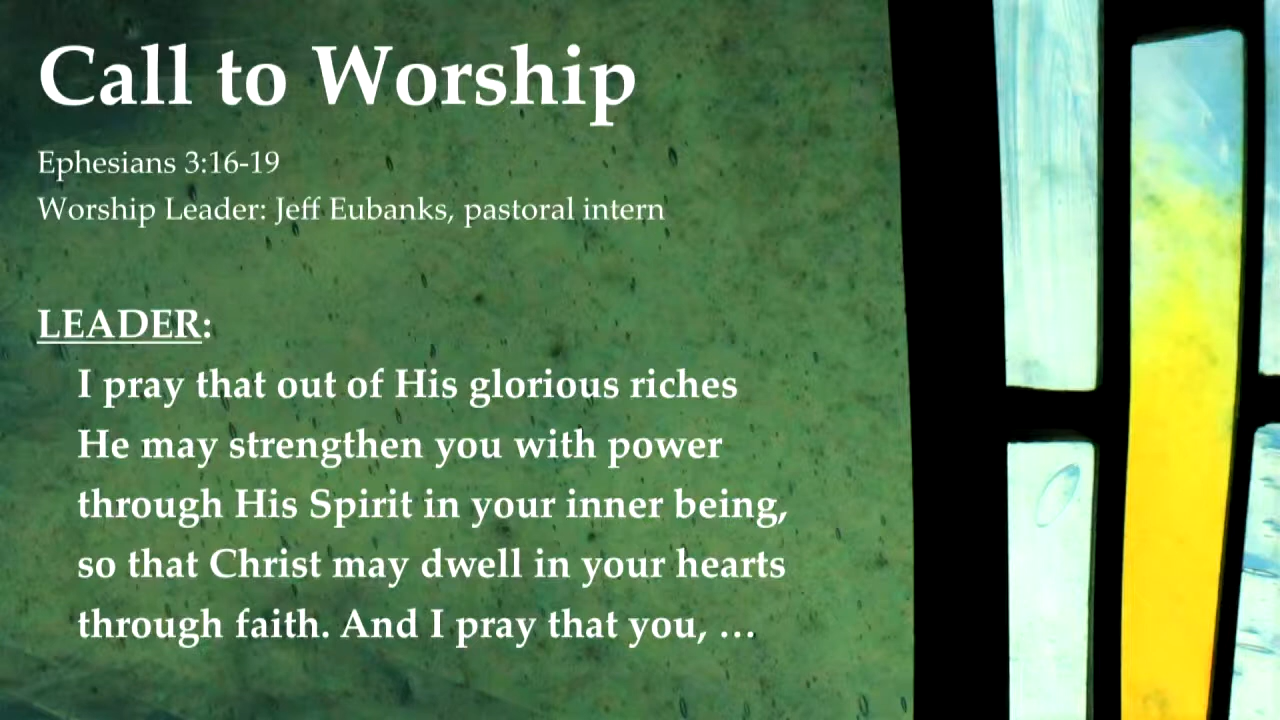 Call to Worship
Ephesians 3:16-19
Worship Leader: Jeff Eubanks, pastoral intern
LEADER:
I pray that out of His glorious riches
He may strengthen you with power
through His Spirit in your inner being,
so that Christ may dwell in your hearts
through faith. And I pray that you, …